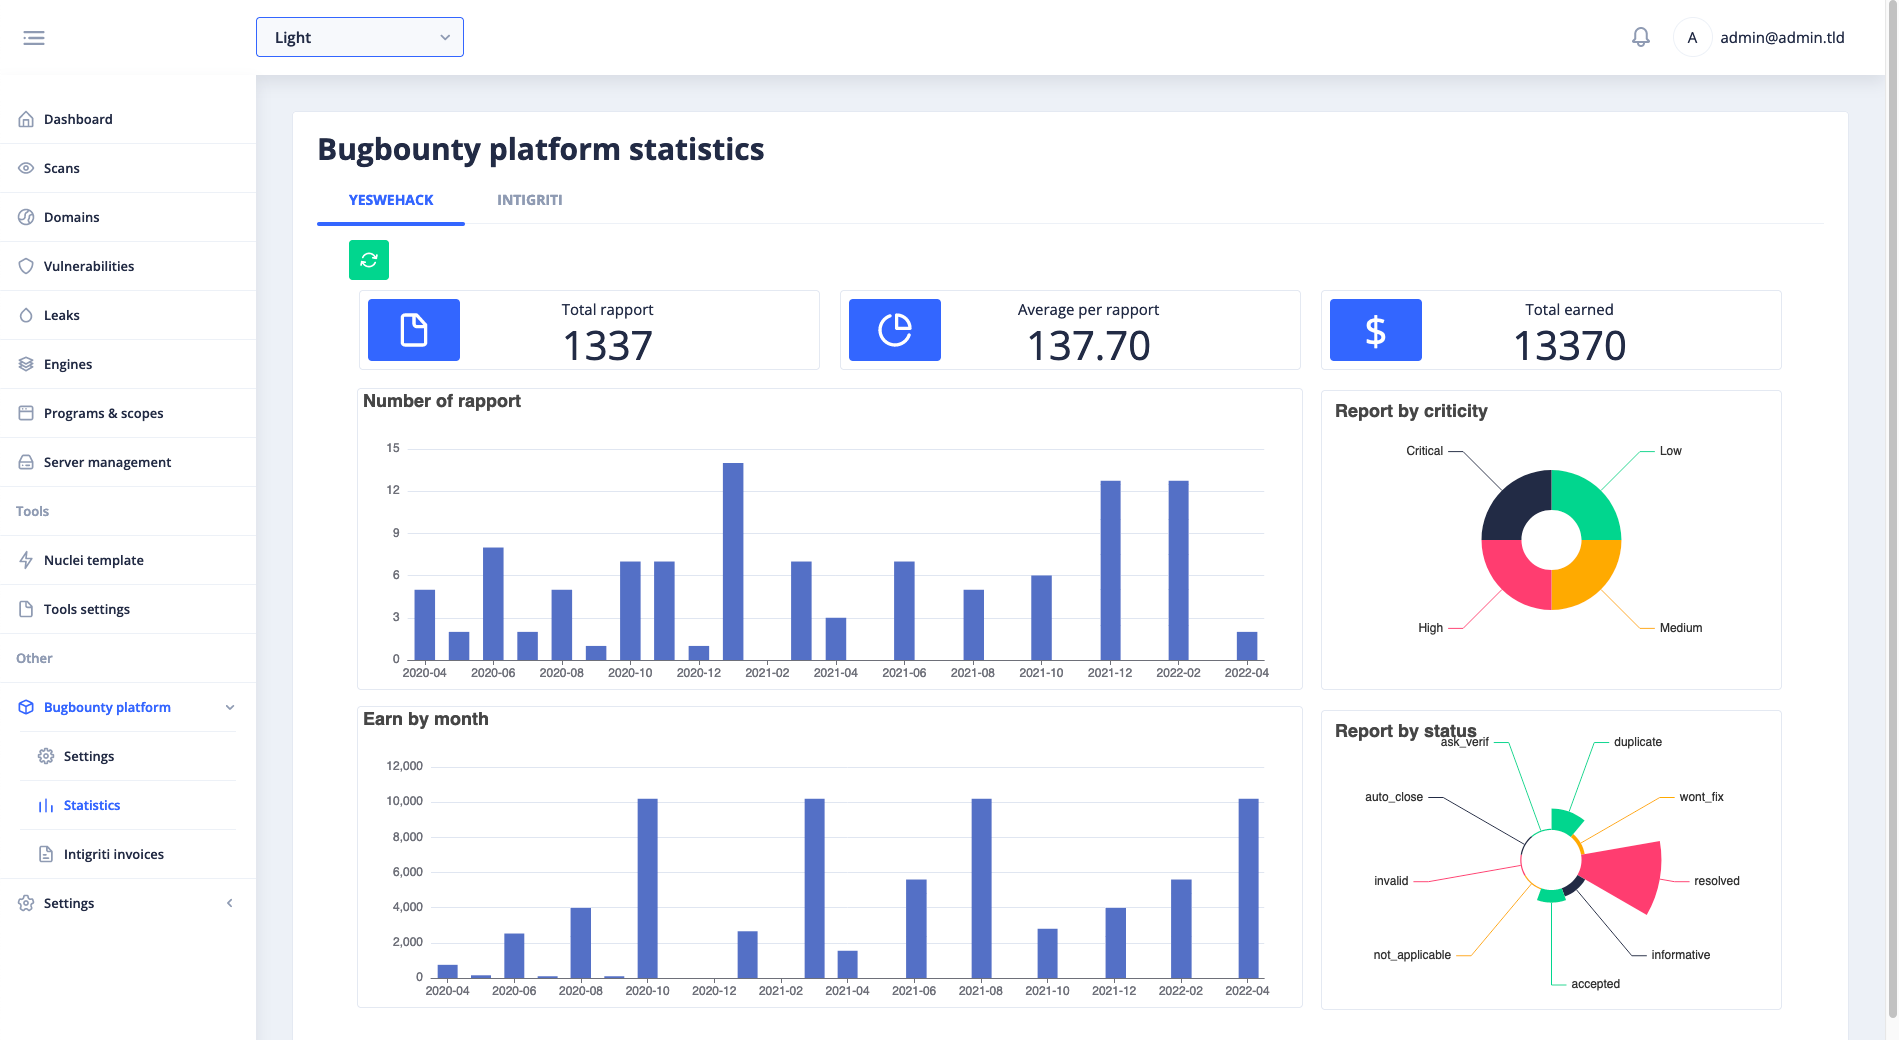 Light
A
admin@admin.tld
Dashboard
Scans
Domains
Vulnerabilities
Leaks
Engines
Programs & scopes
Server management
Tools
Nuclei template
Tools settings
Other
Bugbounty platform
Settings
Statistics
Intigriti invoices
Settings
Bugbounty platform statistics
YESWEHACK INTIGRITI
Total rapport
1337
Average per rapport
137.70
$
Total earned
13370
Number of rapport
15
12
9
6
3
0
2020-04 2020-06 2020-08 2020-10 2020-12 2021-02 2021-04 2021-06 2021-08 2021-10 2021-12 2022-02 2022-04
Report by criticity
Critical Low
High Medium
Earn by month
12,000
10,000
8,000
6,000
4,000
2,000
0
2020-04 2020-06 2020-08 2020-10 2020-12 2021-02 2021-04 2021-06 2021-08 2021-10 2021-12 2022-02 2022-04
Report by status
ask_verif duplicate
auto_close wont_fix
invalid resolved
not_applicable informative
accepted